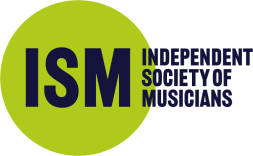 ISM
INDEPENDENT
SOCIETY OF
MUSICIANS